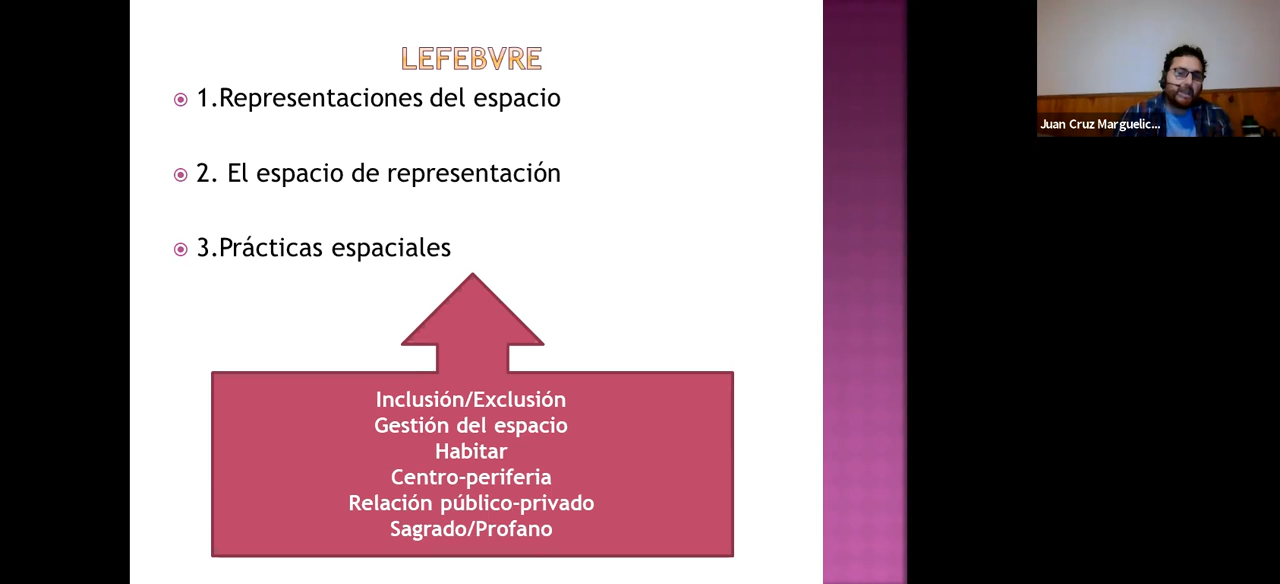 LEFEBVRE
1.Representaciones del espacio
2. El espacio de representación
3.Prácticas espaciales
Inclusión/Exclusión
Gestión del espacio
Habitar
Centro-periferia
Relación público-privado
Sagrado/Profano
Juan Cruz Marguelic...